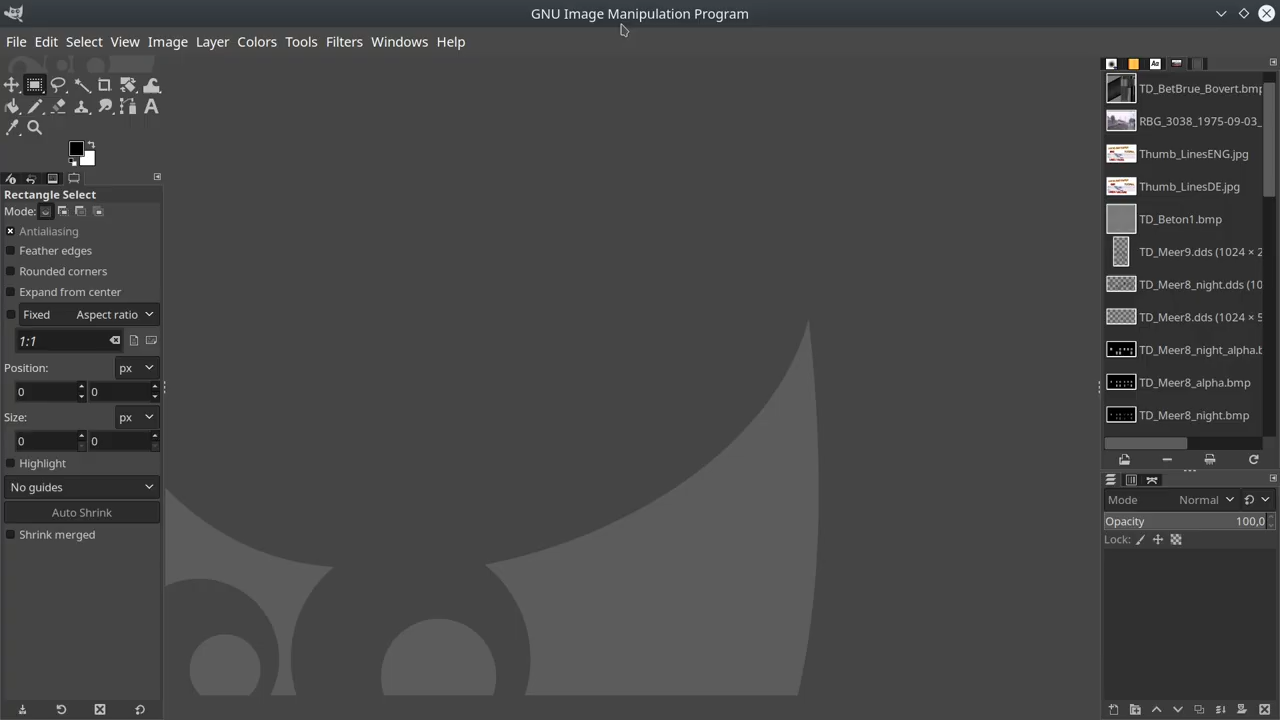 GNU Image Manipulation Program
File Edit Select View Image Layer Colors Tools Filters Windows Help
Rectangle Select
Mode:
Antialiasing
Feather edges
Rounded corners
Expand from center
Fixed Aspect ratio
1:1
Position: px
0 0
Size: px
0 0
Highlight
No guides
Auto Shrink
Shrink merged
Aa
TD_BetBrue_Bovert.bmp
RBG_3038_1975-09-03_
Thumb_LinesENG.jpg
Thumb_LinesDE.jpg
TD_Beton1.bmp
TD_Meer9.dds (1024 × 2
TD_Meer8_night.dds (10
TD_Meer8.dds (1024 × 5
TD_Meer8_night_alpha.b
TD_Meer8_alpha.bmp
TD_Meer8_night.bmp
Mode Normal
Opacity 100,0
Lock: